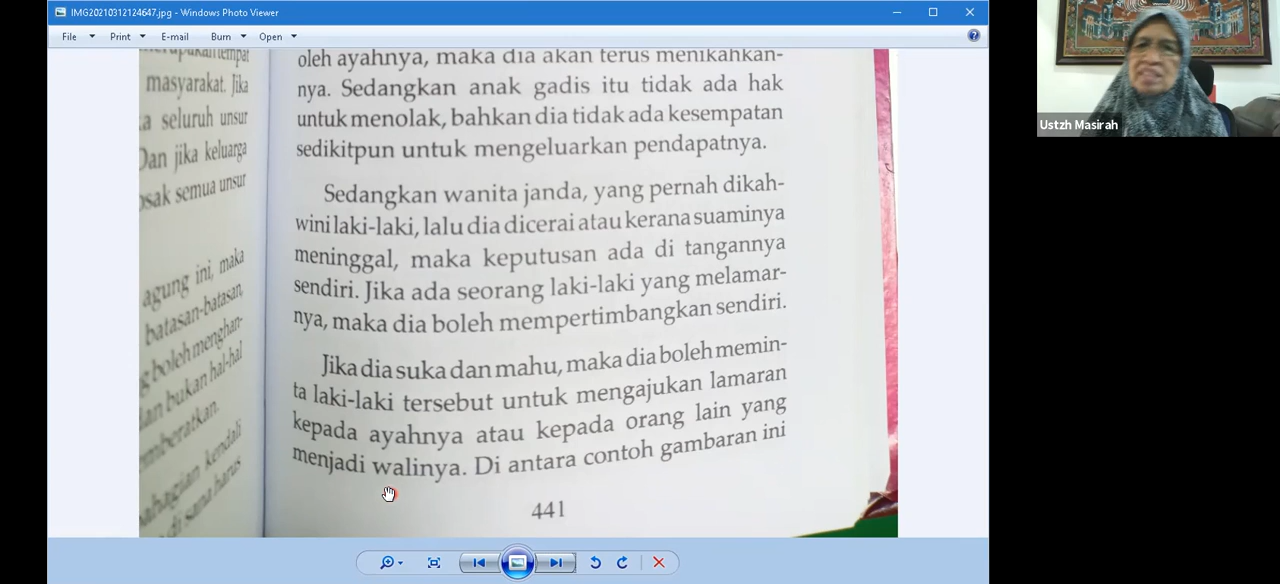 IMG20210312124647.jpg - Windows Photo Viewer
File Print E-mail Burn Open
masyarakat. Jika
seluruh unsur
Dan jika keluarga
semua unsur
agung ini, maka
batasan-batasan,
boleh menghan-
bukan hal-hal
kendali
di sana harus
oleh ayahnya, maka dia akan terus menikahkan-
nya. Sedangkan anak gadis itu tidak ada hak
untuk menolak, bahkan dia tidak ada kesempatan
sedikitpun untuk mengeluarkan pendapatnya.
Sedangkan wanita janda, yang pernah dikah-
wini laki-laki, lalu dia dicerai atau kerana suaminya
meninggal, maka keputusan ada di tangannya
sendiri. Jika ada seorang laki-laki yang melamar-
nya, maka dia boleh mempertimbangkan sendiri.
Jika dia suka dan mahu, maka dia boleh memin-
ta laki-laki tersebut untuk mengajukan lamaran
kepada ayahnya atau kepada orang lain yang
menjadi walinya. Di antara contoh gambaran ini
441
Ustzh Masirah